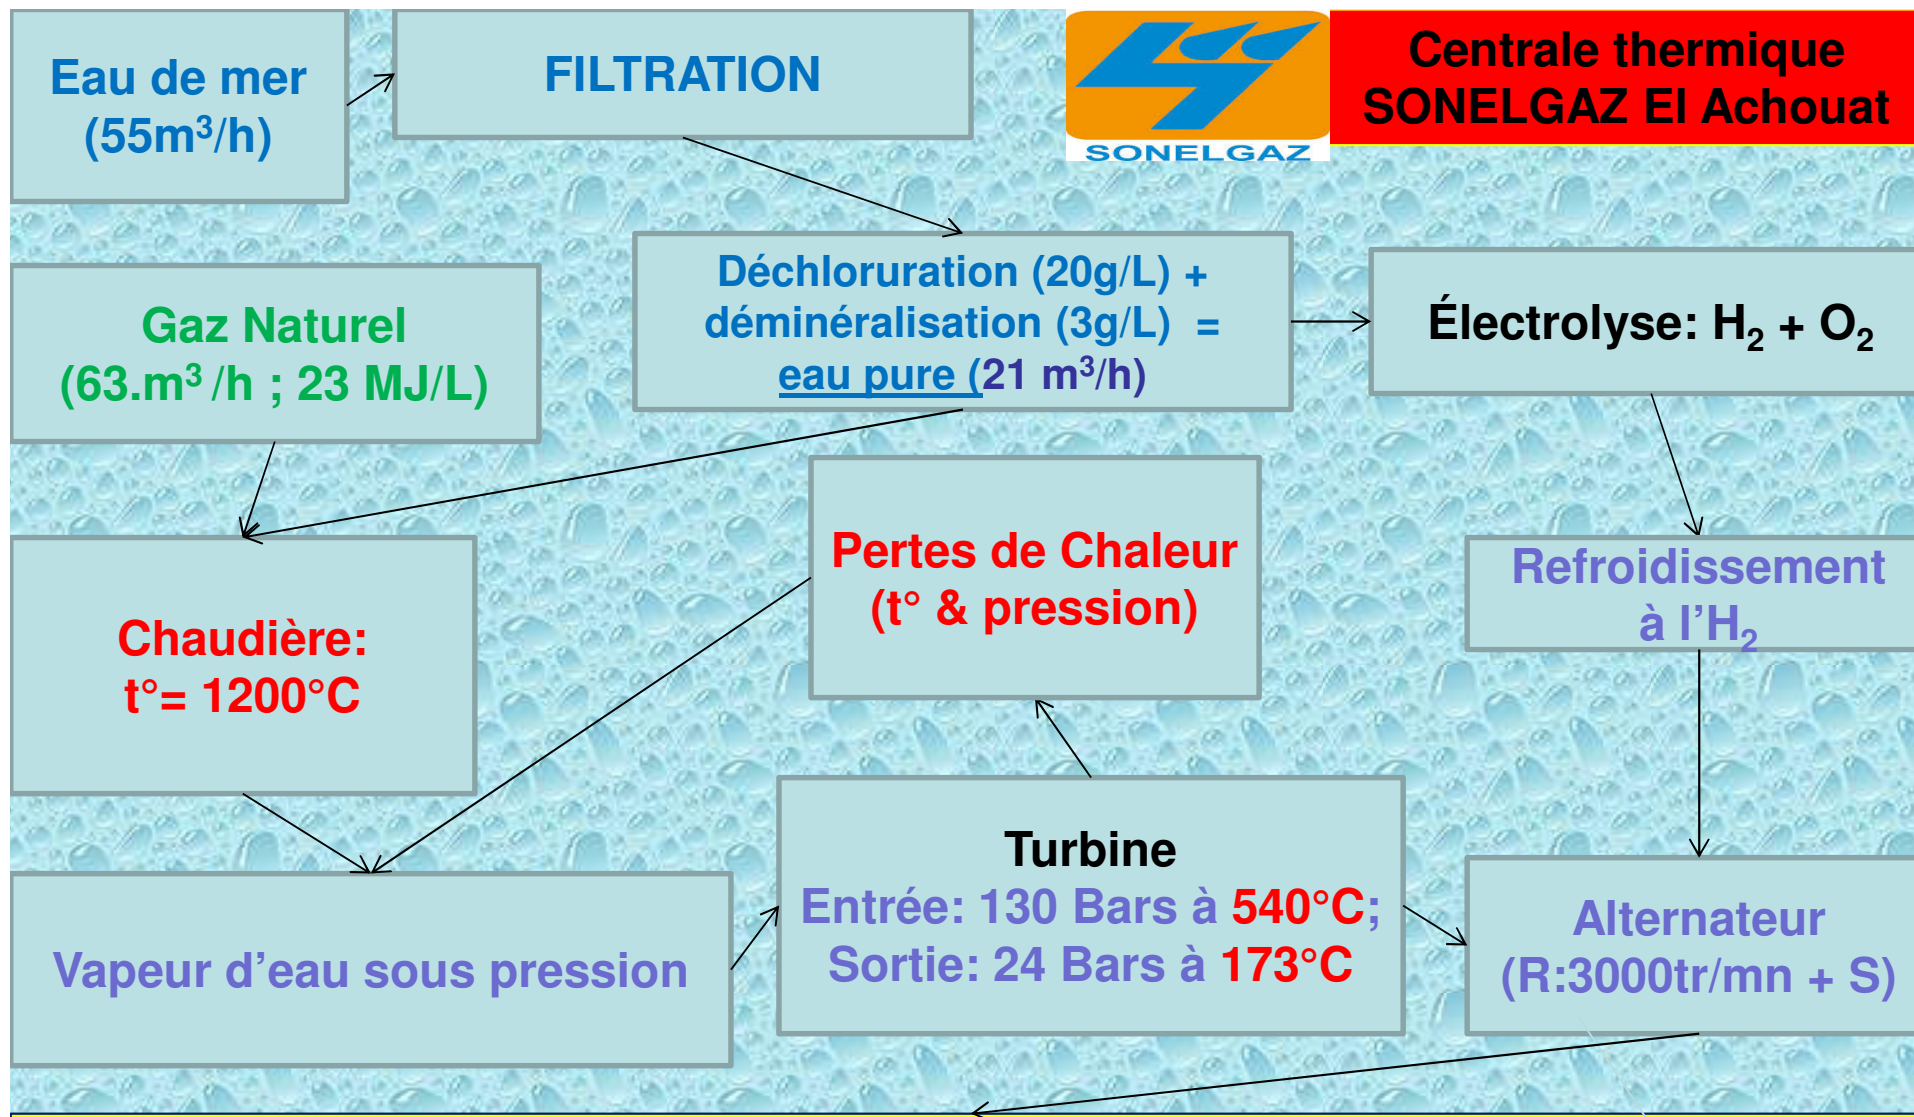 Eau de mer
(55m³/h)
FILTRATION
SONELGAZ
Centrale thermique
SONELGAZ El Achouat
Gaz Naturel
(63.m³ /h ; 23 MJ/L)
Déchloruration (20g/L) +
déminéralisation (3g/L) =
eau pure (21 m³/h)
Électrolyse: H₂ + O₂
Pertes de Chaleur
(t° & pression)
Refroidissement
à l’H₂
Chaudière:
t°= 1200°C
Turbine
Entrée: 130 Bars à 540°C;
Sortie: 24 Bars à 173°C
Vapeur d’eau sous pression
Alternateur
(R:3000tr/mn + S)